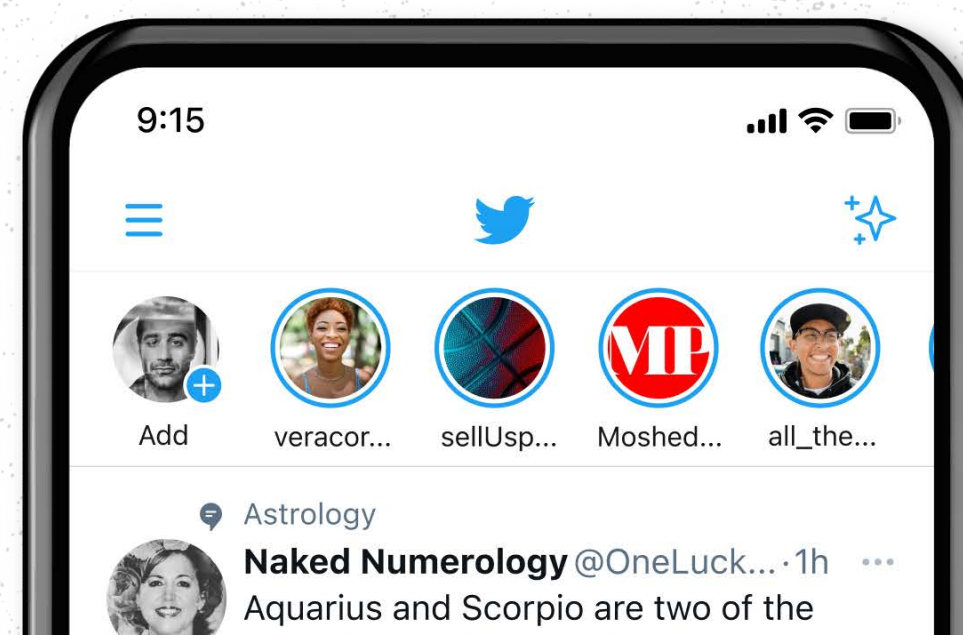 9:15
MP
Add veracor... sellUsp... Moshed... all_the...
Astrology
Naked Numerology @OneLuck... · 1h
Aquarius and Scorpio are two of the